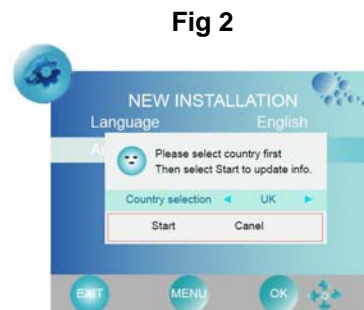 Fig 2
NEW INSTALLATION
Language English
A
Please select country first
Then select Start to update info.
Country selection UK
Start Canel
EXIT MENU OK